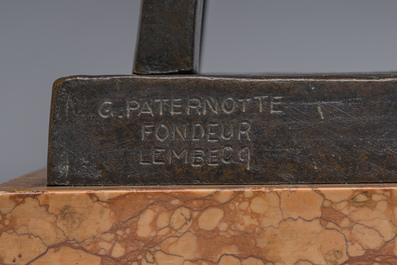 G. PATERNOTTE
FONDEUR
LEMBECQ